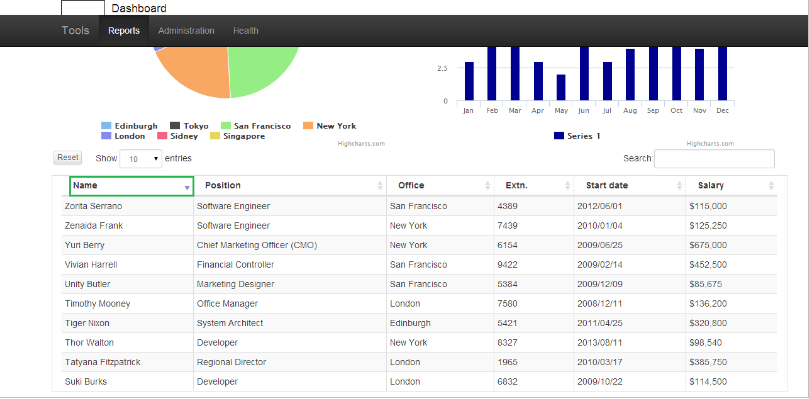 Dashboard
Tools Reports Administration Health
2.5
0
Jan Feb Mar Apr May Jun Jul Aug Sep Oct Nov Dec
Edinburgh Tokyo San Francisco New York
London Sidney Singapore
Series 1
Highcharts.com
Highcharts.com
Reset Show 10 entries Search:
Name Position Office Extn. Start date Salary
Zorita Serrano Software Engineer San Francisco 4389 2012/06/01 $115,000
Zenaida Frank Software Engineer New York 7439 2010/01/04 $125,250
Yuri Berry Chief Marketing Officer (CMO) New York 6154 2009/06/25 $675,000
Vivian Harrell Financial Controller San Francisco 9422 2009/02/14 $452,500
Unity Butler Marketing Designer San Francisco 5384 2009/12/09 $85,675
Timothy Mooney Office Manager London 7580 2008/12/11 $136,200
Tiger Nixon System Architect Edinburgh 5421 2011/04/25 $320,800
Thor Walton Developer New York 8327 2013/08/11 $98,540
Tatyana Fitzpatrick Regional Director London 1965 2010/03/17 $385,750
Suki Burks Developer London 6832 2009/10/22 $114,500